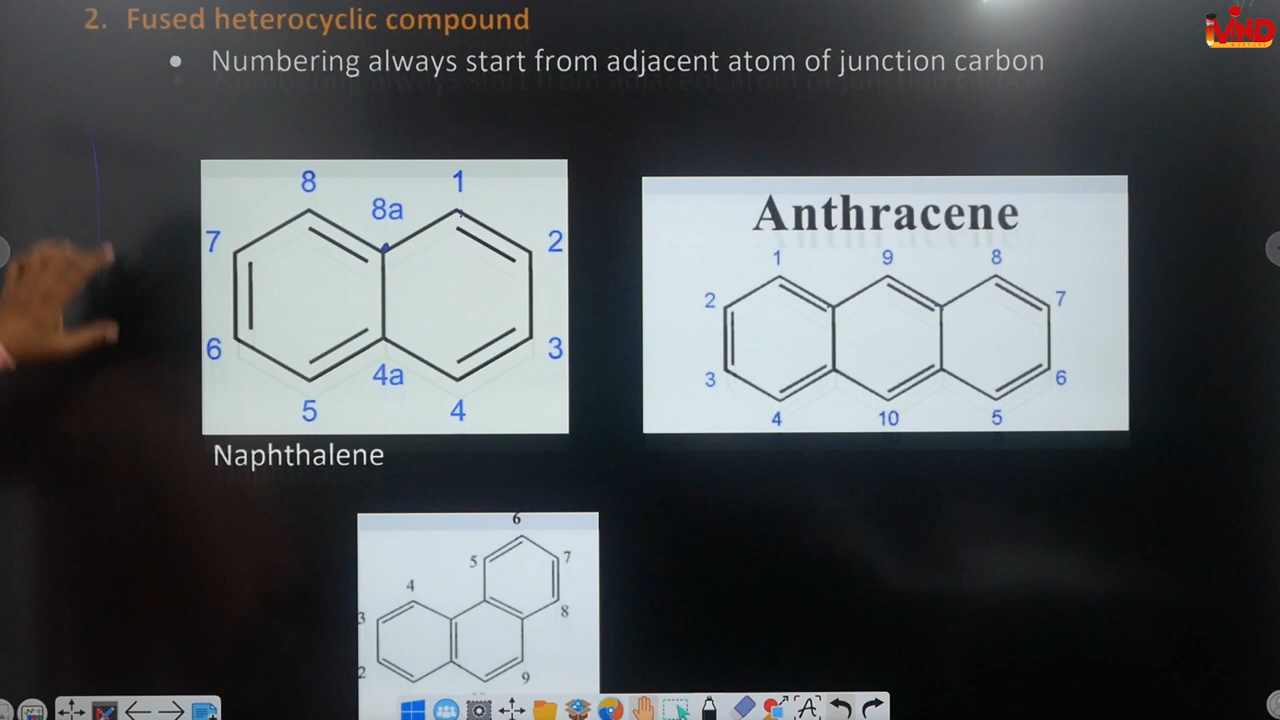 2. Fused heterocyclic compound
• Numbering always start from adjacent atom of junction carbon
8 1
8a
7 2
6 3
4a
5 4
Naphthalene
Anthracene
1 9 8
2 7
3 6
4 10 5
6
5 7
4
8
3
2 9
iMIND